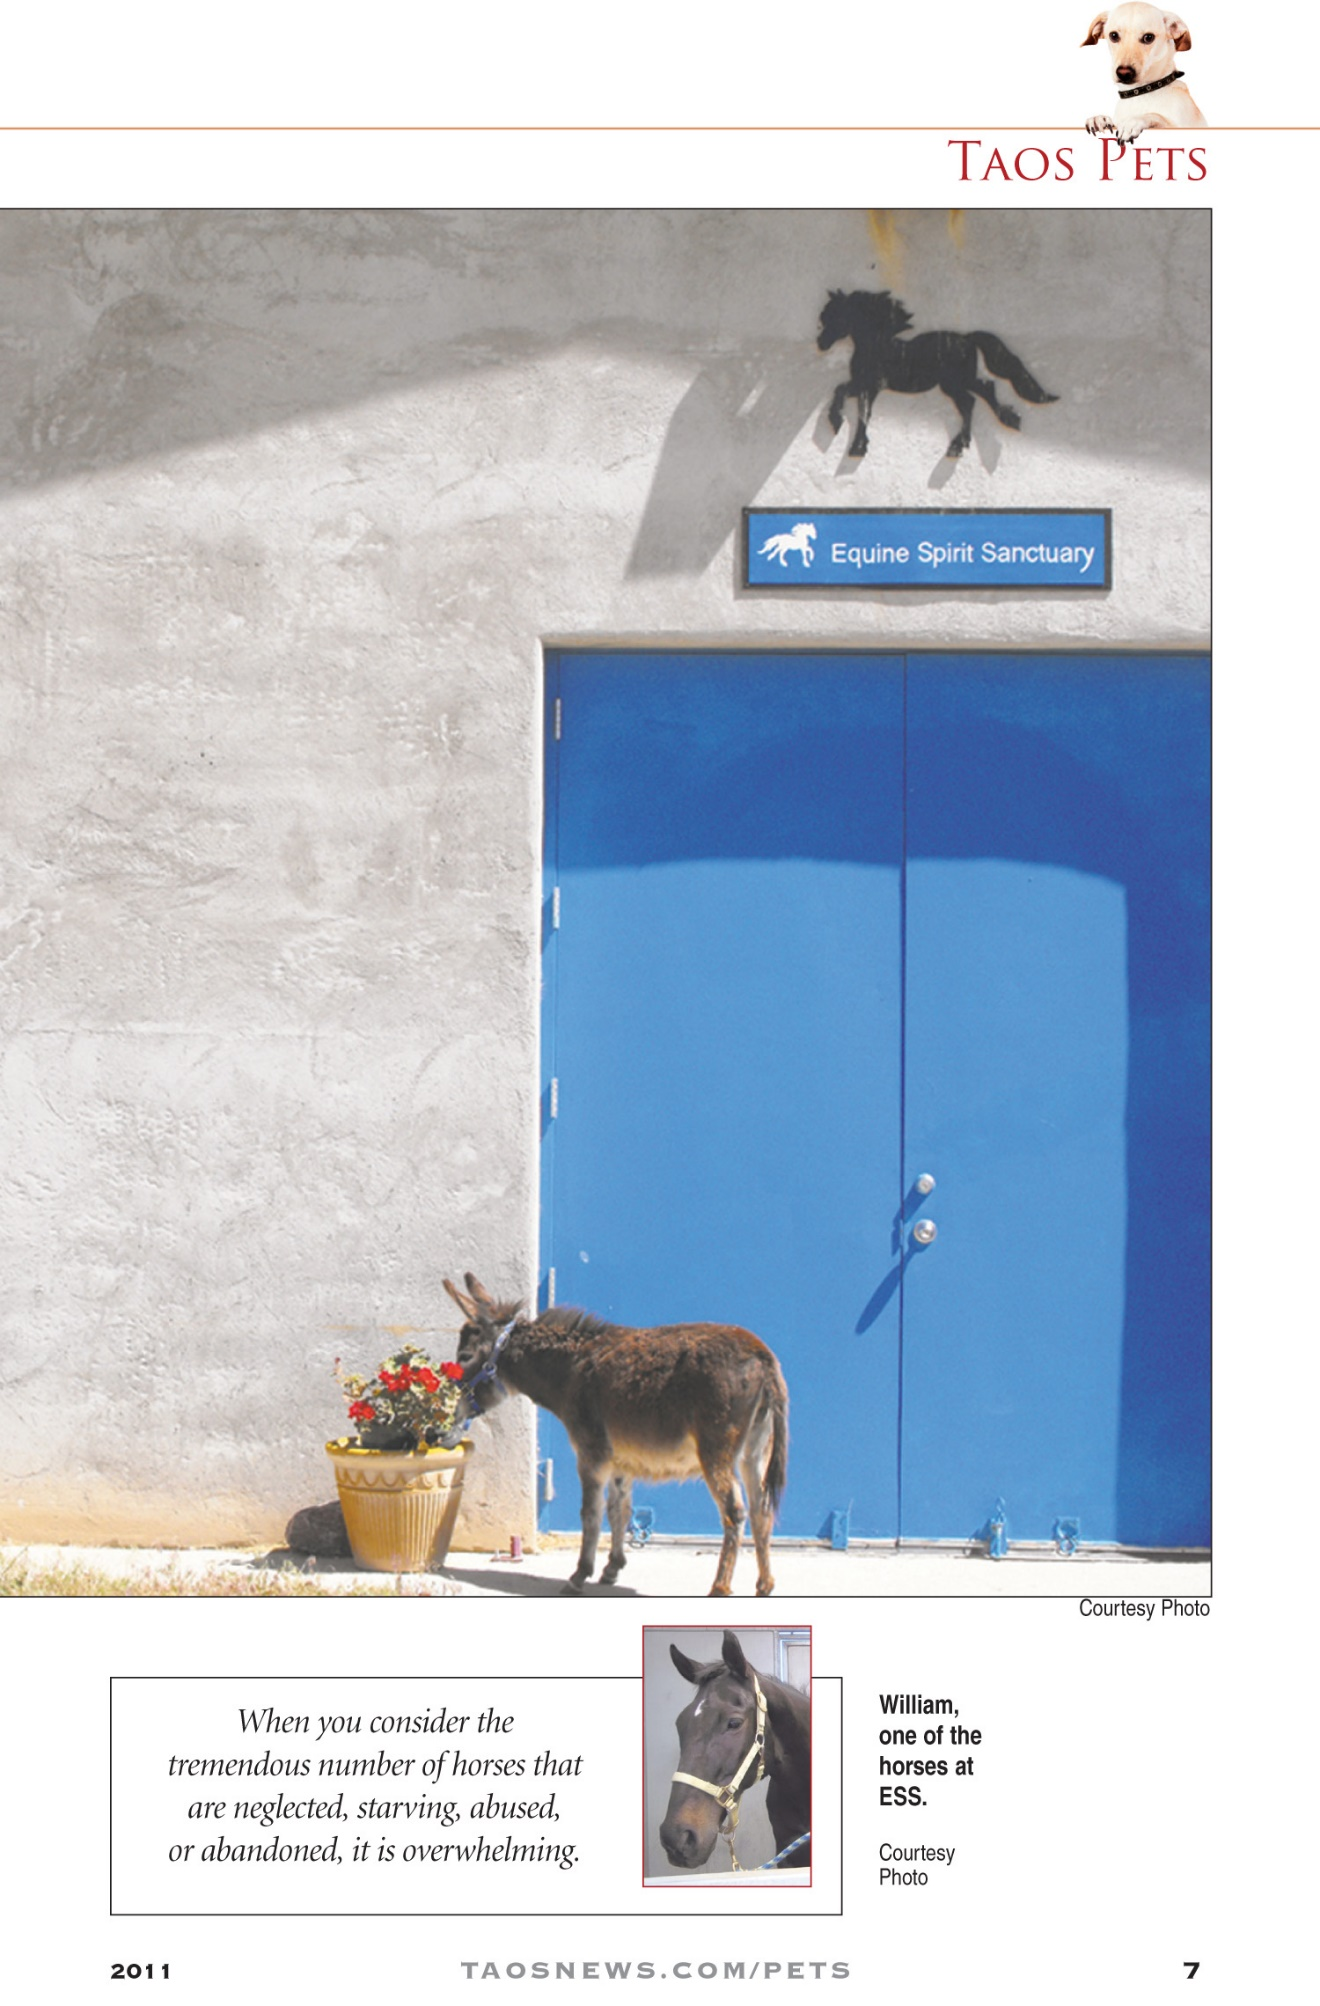 TAOS PETS
Equine Spirit Sanctuary
Courtesy Photo
When you consider the
tremendous number of horses that
are neglected, starving, abused,
or abandoned, it is overwhelming.
William,
one of the
horses at
ESS.
Courtesy
Photo
2011 TAOSNEWS.COM/PETS 7